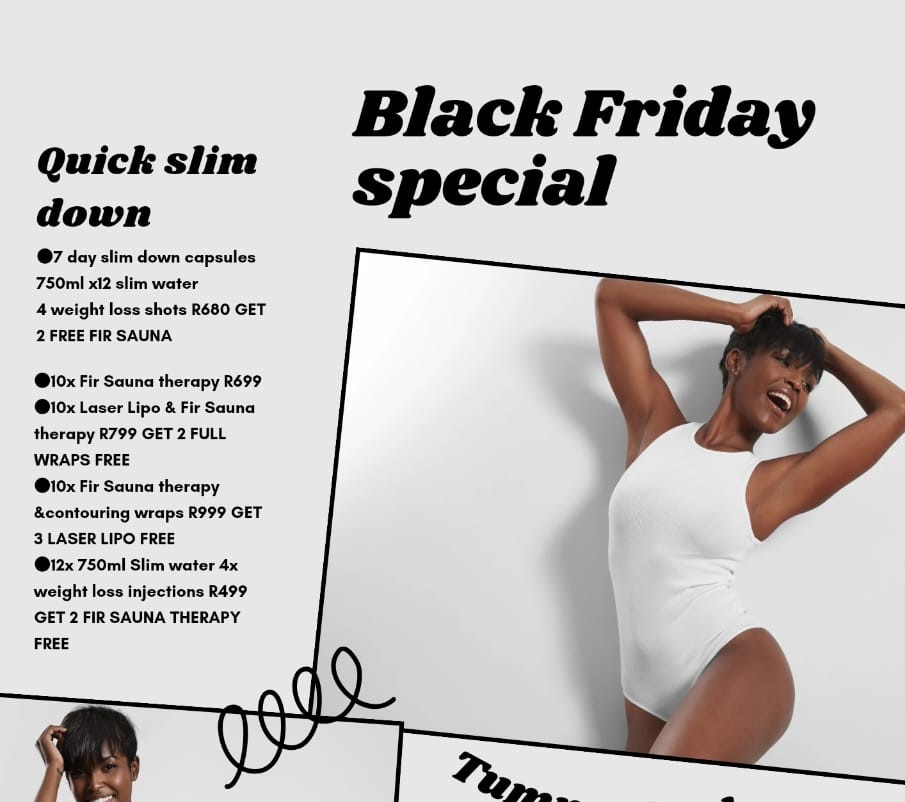 Black Friday
special
Quick slim
down
●7 day slim down capsules
750ml x12 slim water
4 weight loss shots R680 GET
2 FREE FIR SAUNA
●10x Fir Sauna therapy R699
●10x Laser Lipo & Fir Sauna
therapy R799 GET 2 FULL
WRAPS FREE
●10x Fir Sauna therapy
&contouring wraps R999 GET
3 LASER LIPO FREE
●12x 750ml Slim water 4x
weight loss injections R499
GET 2 FIR SAUNA THERAPY
FREE